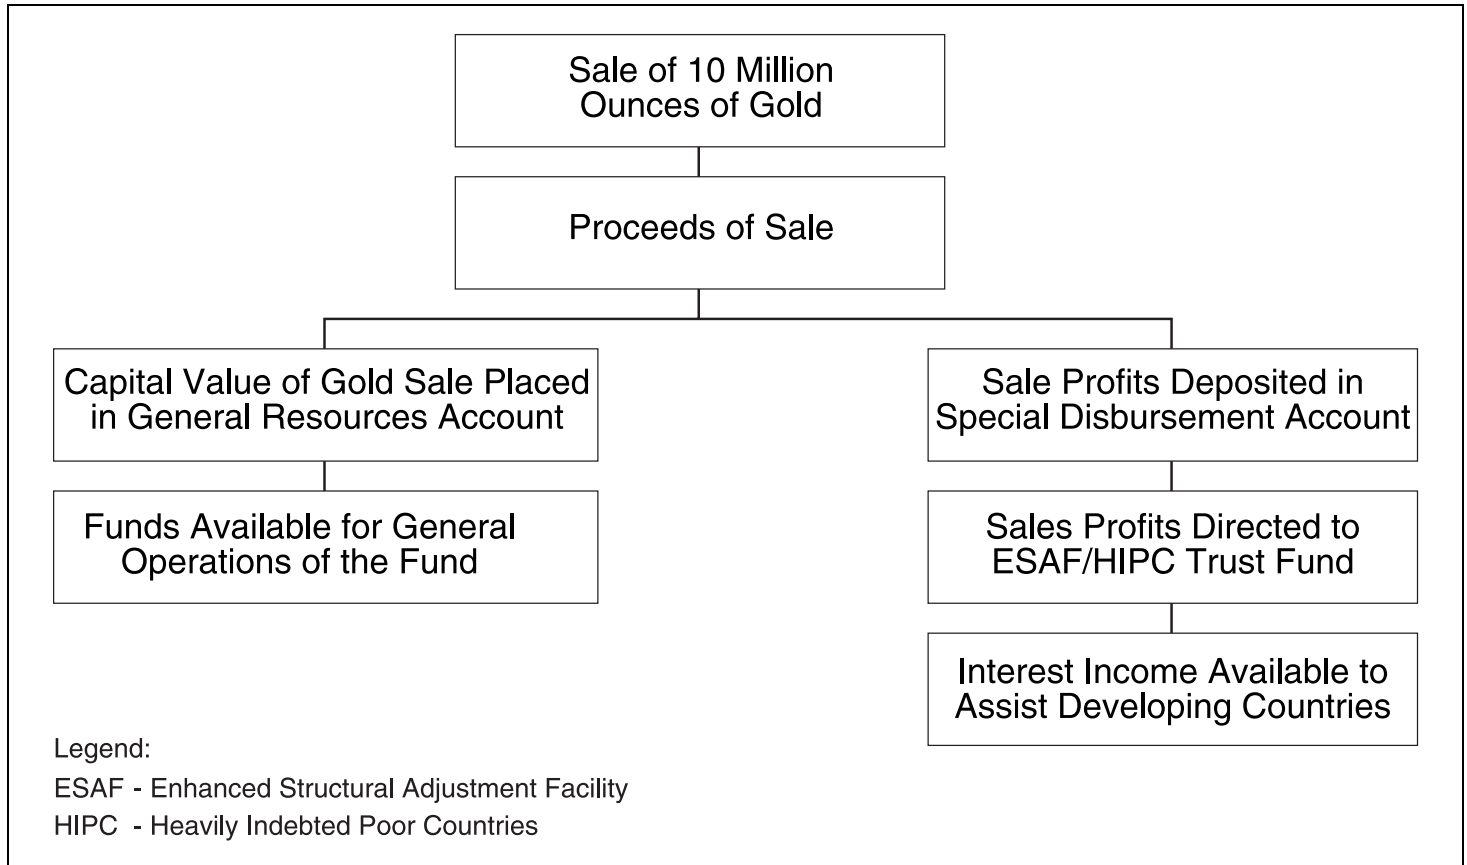 Sale of 10 Million
Ounces of Gold
Proceeds of Sale
Capital Value of Gold Sale Placed
in General Resources Account
Funds Available for General
Operations of the Fund
Sale Profits Deposited in
Special Disbursement Account
Sales Profits Directed to
ESAF/HIPC Trust Fund
Interest Income Available to
Assist Developing Countries
Legend:
ESAF - Enhanced Structural Adjustment Facility
HIPC - Heavily Indebted Poor Countries